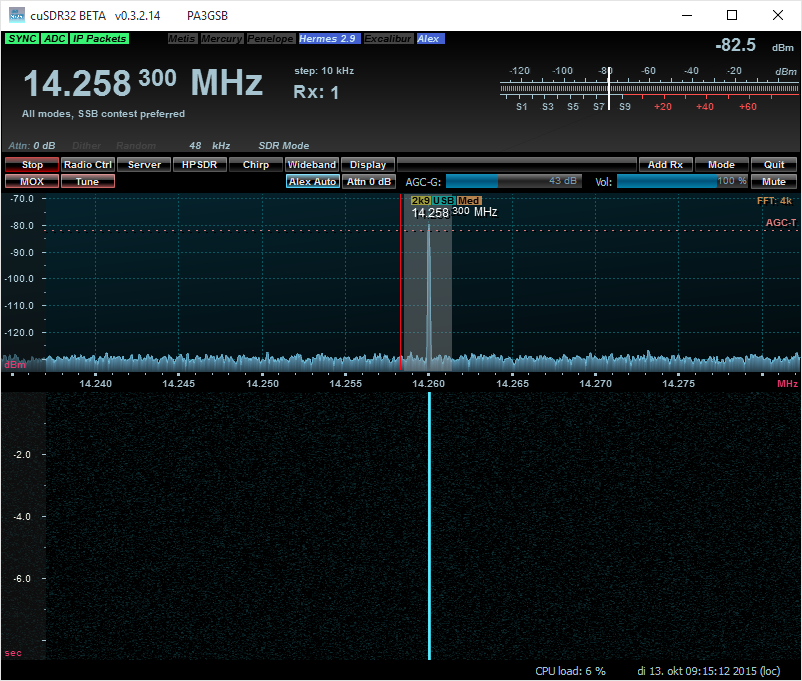 cuSDR32 BETA v0.3.2.14 PA3GSB
SYNC ADC IP Packets Metis Mercury Penelope Hermes 2.9 Excalibur Alex
-82.5 dBm
14.258 300 MHz
step: 10 kHz
Rx: 1
-120 -100 -80 -60 -40 -20 dBm
S1 S3 S5 S7 S9 +20 +40 +60
All modes, SSB contest preferred
Attn: 0 dB Dither Random 48 kHz SDR Mode
Stop Radio Ctrl Server HPSDR Chirp Wideband Display Add Rx Mode Quit
MOX Tune Alex Auto Attn 0 dB AGC-G: 43 dB Vol: 100 % Mute
-70.0
2k9 USB Med
FFT: 4k
14.258 300 MHz
AGC-T
-80.0
-90.0
-100.0
-110.0
-120.0
dBm
14.240 14.245 14.250 14.255 14.260 14.265 14.270 14.275 MHz
-2.0
-4.0
-6.0
sec
CPU load: 6 % di 13. okt 09:15:12 2015 (loc)